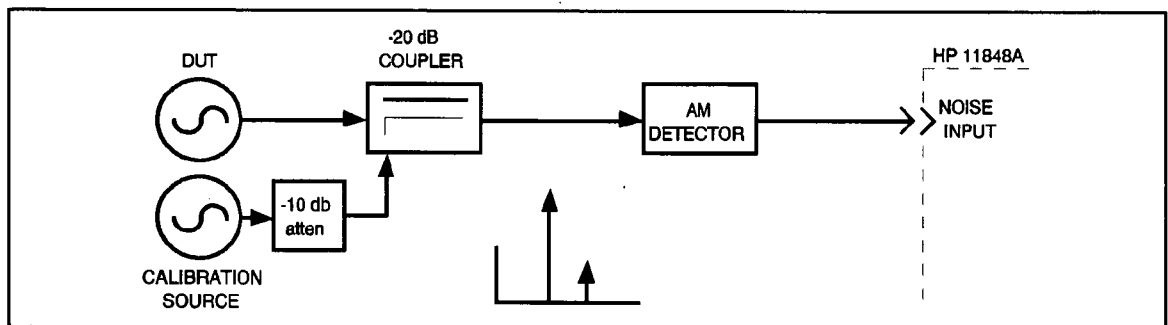 -20 dB
COUPLER
DUT
HP 11848A
AM
DETECTOR
NOISE
INPUT
-10 db
atten
CALIBRATION
SOURCE